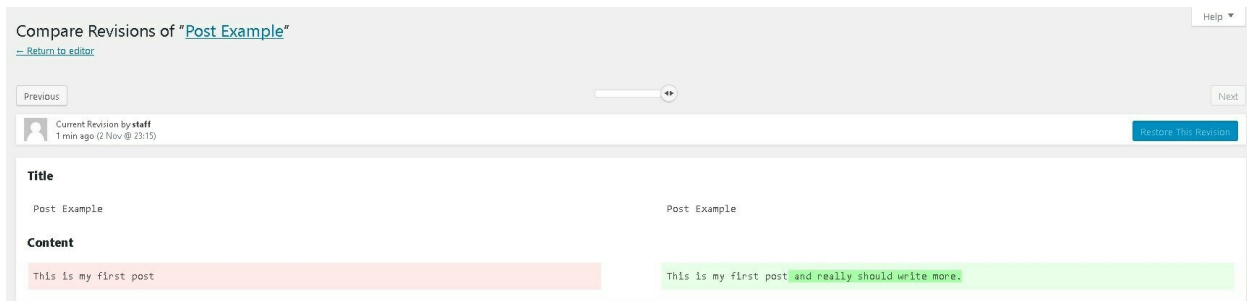 Help ▼
Compare Revisions of “Post Example”
← Return to editor
Previous
Next
Current Revision by staff
1 min ago (2 Nov @ 23:15)
Restore This Revision
Title
Post Example Post Example
Content
This is my first post This is my first post and really should write more.